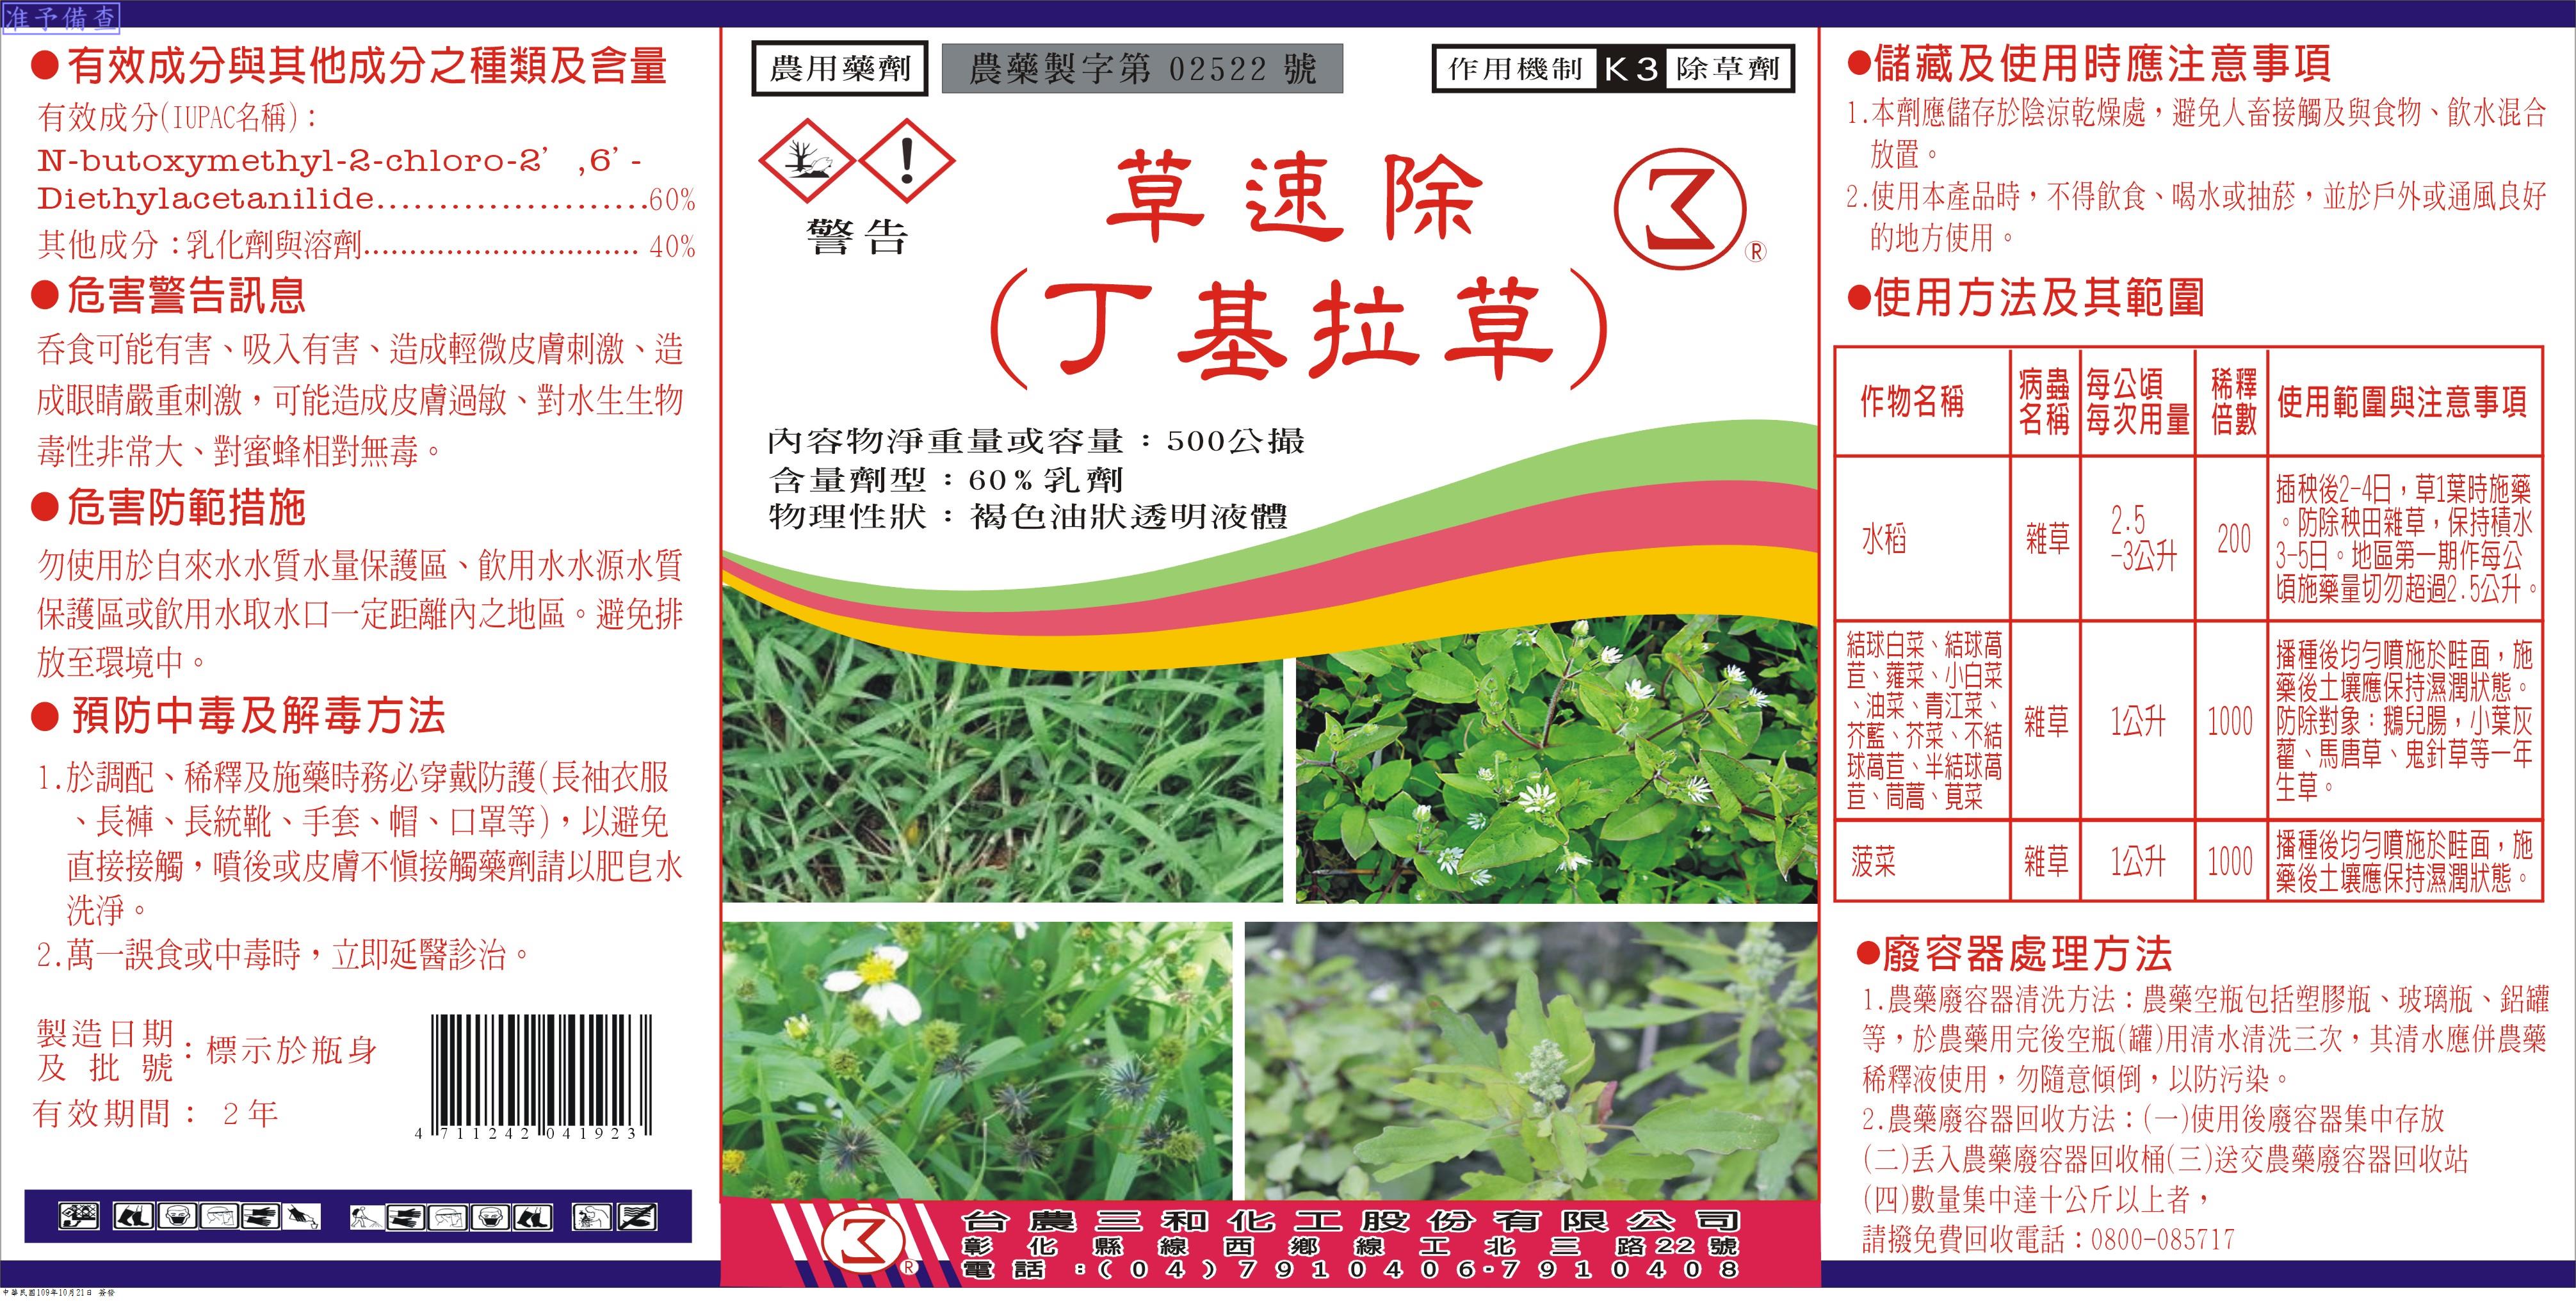 准予備查
●有效成分與其他成分之種類及含量
有效成分(IUPAC名稱)：
N-butoxymethyl-2-chloro-2’,6’-
Diethylacetanilide......................60%
其他成分：乳化劑與溶劑.............................. 40%
●危害警告訊息
吞食可能有害、吸入有害、造成輕微皮膚刺激、造
成眼睛嚴重刺激，可能造成皮膚過敏、對水生生物
毒性非常大、對蜜蜂相對無毒。
●危害防範措施
勿使用於自來水水質水量保護區、飲用水水源水質
保護區或飲用水取水口一定距離內之地區。避免排
放至環境中。
●預防中毒及解毒方法
1.於調配、稀釋及施藥時務必穿戴防護(長袖衣服
、長褲、長統靴、手套、帽、口罩等)，以避免
直接接觸，噴後或皮膚不慎接觸藥劑請以肥皂水
洗淨。
2.萬一誤食或中毒時，立即延醫診治。
製造日期
及批號：標示於瓶身
有效期間： 2年
4 711242 041923
農用藥劑
農藥製字第 02522 號
作用機制 K3 除草劑
警告
草速除
(丁基拉草)
®
內容物淨重量或容量：500公撮
含量劑型：60%乳劑
物理性狀：褐色油狀透明液體
®
台農三和化工股份有限公司
彰化縣線西鄉線工北三路22號
電話：(04)7910406·7910408
●儲藏及使用時應注意事項
1.本劑應儲存於陰涼乾燥處，避免人畜接觸及與食物、飲水混合
放置。
2.使用本產品時，不得飲食、喝水或抽菸，並於戶外或通風良好
的地方使用。
●使用方法及其範圍
作物名稱
病蟲
名稱
每公頃
每次用量
稀釋
倍數
使用範圍與注意事項
水稻
雜草
2.5
-3公升
200
插秧後2-4日，草1葉時施藥
。防除秧田雜草，保持積水
3-5日。地區第一期作每公
頃施藥量切勿超過2.5公升。
結球白菜、結球萵
苣、蕹菜、小白菜
、油菜、青江菜、
芥藍、芥菜、不結
球萵苣、半結球萵
苣、茼蒿、莧菜
雜草
1公升
1000
播種後均勻噴施於畦面，施
藥後土壤應保持濕潤狀態。
防除對象：鵝兒腸，小葉灰
藋、馬唐草、鬼針草等一年
生草。
菠菜
雜草
1公升
1000
播種後均勻噴施於畦面，施
藥後土壤應保持濕潤狀態。
●廢容器處理方法
1.農藥廢容器清洗方法：農藥空瓶包括塑膠瓶、玻璃瓶、鋁罐
等，於農藥用完後空瓶(罐)用清水清洗三次，其清水應併農藥
稀釋液使用，勿隨意傾倒，以防污染。
2.農藥廢容器回收方法：(一)使用後廢容器集中存放
(二)丟入農藥廢容器回收桶(三)送交農藥廢容器回收站
(四)數量集中達十公斤以上者，
請撥免費回收電話：0800-085717
中華民國109年10月21日 簽發